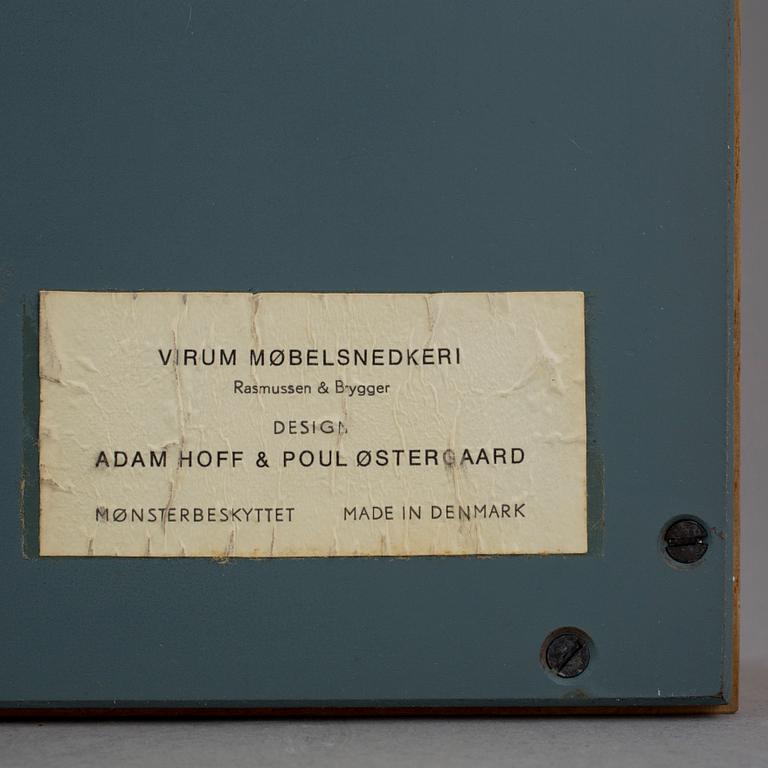 VIRUM MØBELSNEDKERI
Rasmussen & Brygger
DESIGN
ADAM HOFF & POUL ØSTERGAARD
MØNSTERBESKYTTET MADE IN DENMARK